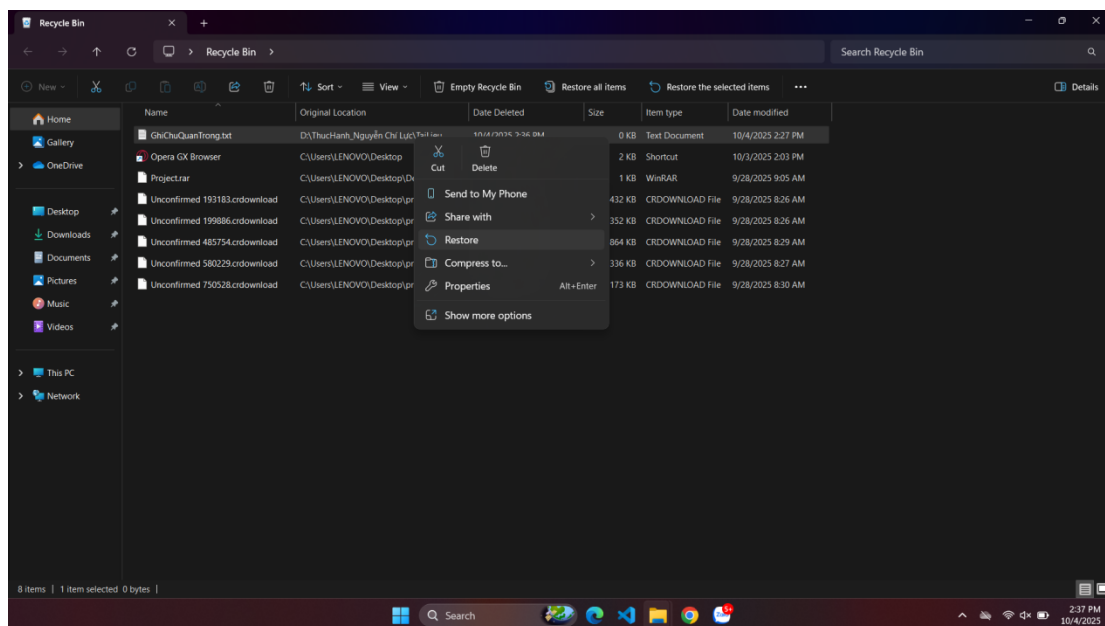 Recycle Bin
Recycle Bin
Search Recycle Bin
New
Sort
View
Empty Recycle Bin
Restore all items
Restore the selected items
Details
Name Original Location Date Deleted Size Item type Date modified
GhiChuQuanTrong.txt D:\ThucHanh_Nguyễn Chí Lực\TaiLieu 10/4/2025 2:36 PM 0 KB Text Document 10/4/2025 2:27 PM
Opera GX Browser C:\Users\LENOVO\Desktop 2 KB Shortcut 10/3/2025 2:03 PM
Project.rar C:\Users\LENOVO\Desktop\De 1 KB WinRAR 9/28/2025 9:05 AM
Unconfirmed 193183.crdownload C:\Users\LENOVO\Desktop\pr 432 KB CRDOWNLOAD File 9/28/2025 8:26 AM
Unconfirmed 199886.crdownload C:\Users\LENOVO\Desktop\pr 352 KB CRDOWNLOAD File 9/28/2025 8:26 AM
Unconfirmed 485754.crdownload C:\Users\LENOVO\Desktop\pr 864 KB CRDOWNLOAD File 9/28/2025 8:29 AM
Unconfirmed 580229.crdownload C:\Users\LENOVO\Desktop\pr 336 KB CRDOWNLOAD File 9/28/2025 8:27 AM
Unconfirmed 750528.crdownload C:\Users\LENOVO\Desktop\pr 173 KB CRDOWNLOAD File 9/28/2025 8:30 AM
Home
Gallery
OneDrive
Desktop
Downloads
Documents
Pictures
Music
Videos
This PC
Network
Cut Delete
Send to My Phone
Share with
Restore
Compress to...
Properties Alt+Enter
Show more options
8 items | 1 item selected 0 bytes |
Search
5+
2:37 PM
10/4/2025